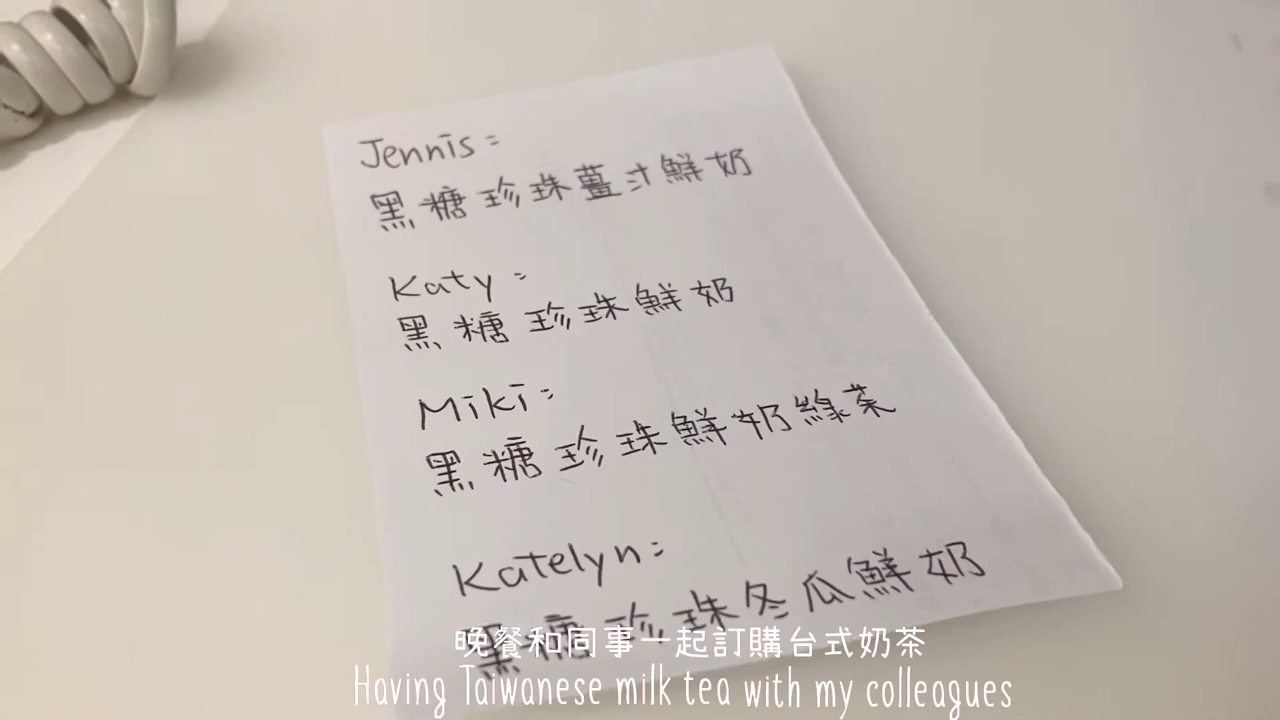 Jennis:
黑糖珍珠薑汁鮮奶
Katy:
黑糖珍珠鮮奶
Miki:
黑糖珍珠鮮奶綠茶
Katelyn:
黑糖珍珠冬瓜鮮奶
晚餐和同事一起訂購台式奶茶
Having Taiwanese milk tea with my colleagues